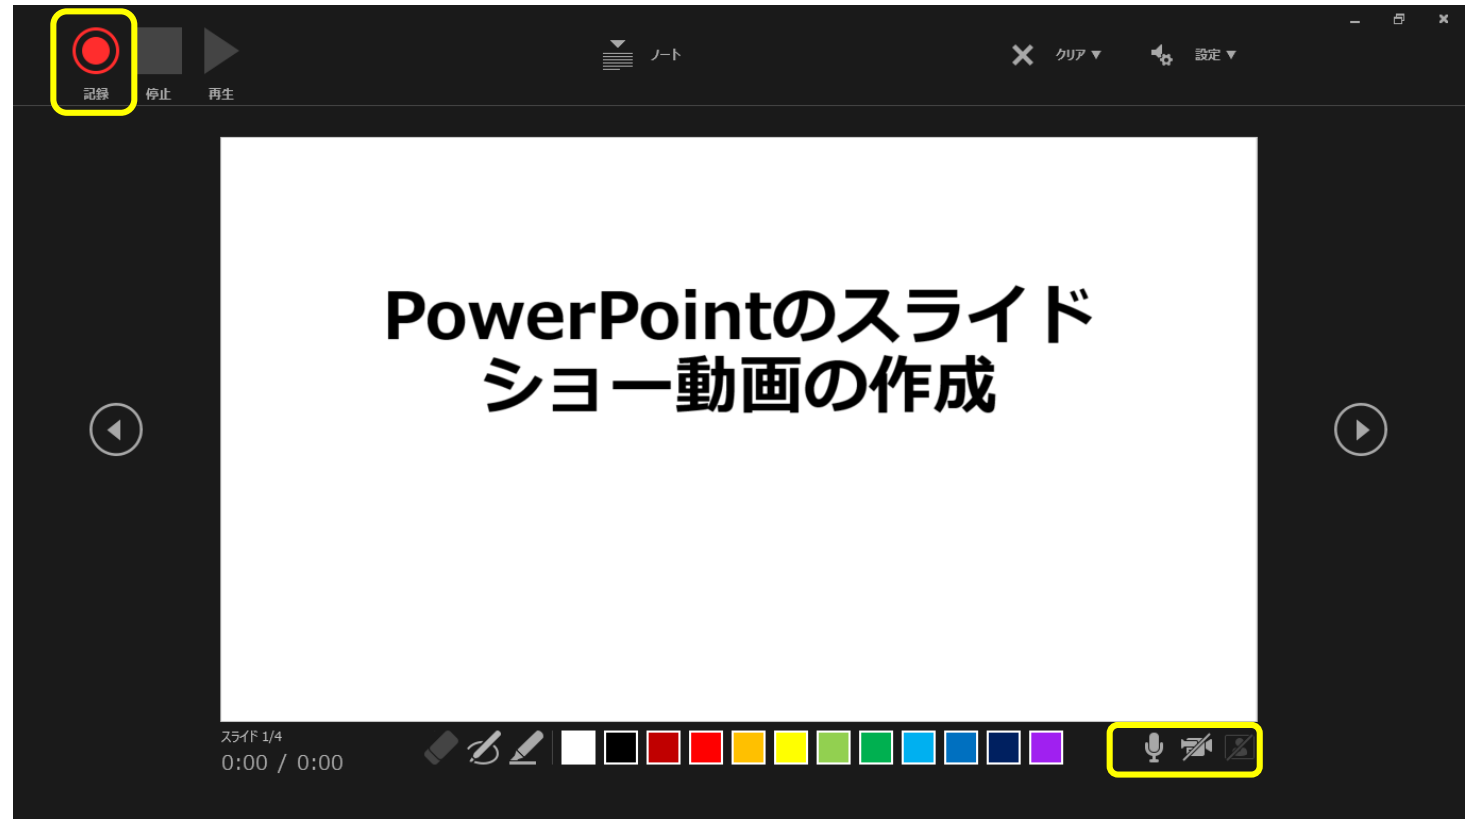 記録
停止
再生
ノート
クリア ▼
設定 ▼
PowerPointのスライド
ショー動画の作成
スライド 1/4
0:00 / 0:00